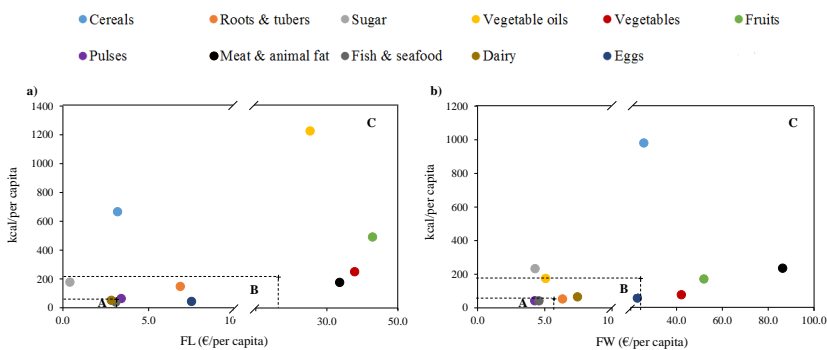 Cereals Roots & tubers Sugar Vegetable oils Vegetables Fruits
Pulses Meat & animal fat Fish & seafood Dairy Eggs
a)
1400
1200
1000
800
600
400
200
0
kcal/per capita
A
B
C
0.0 5.0 10 30.0 50.0
FL (€/per capita)
b)
1200
1000
800
600
400
200
0
kcal/per capita
A
B
C
0.0 5.0 10 40.0 60.0 80.0 100.0
FW (€/per capita)